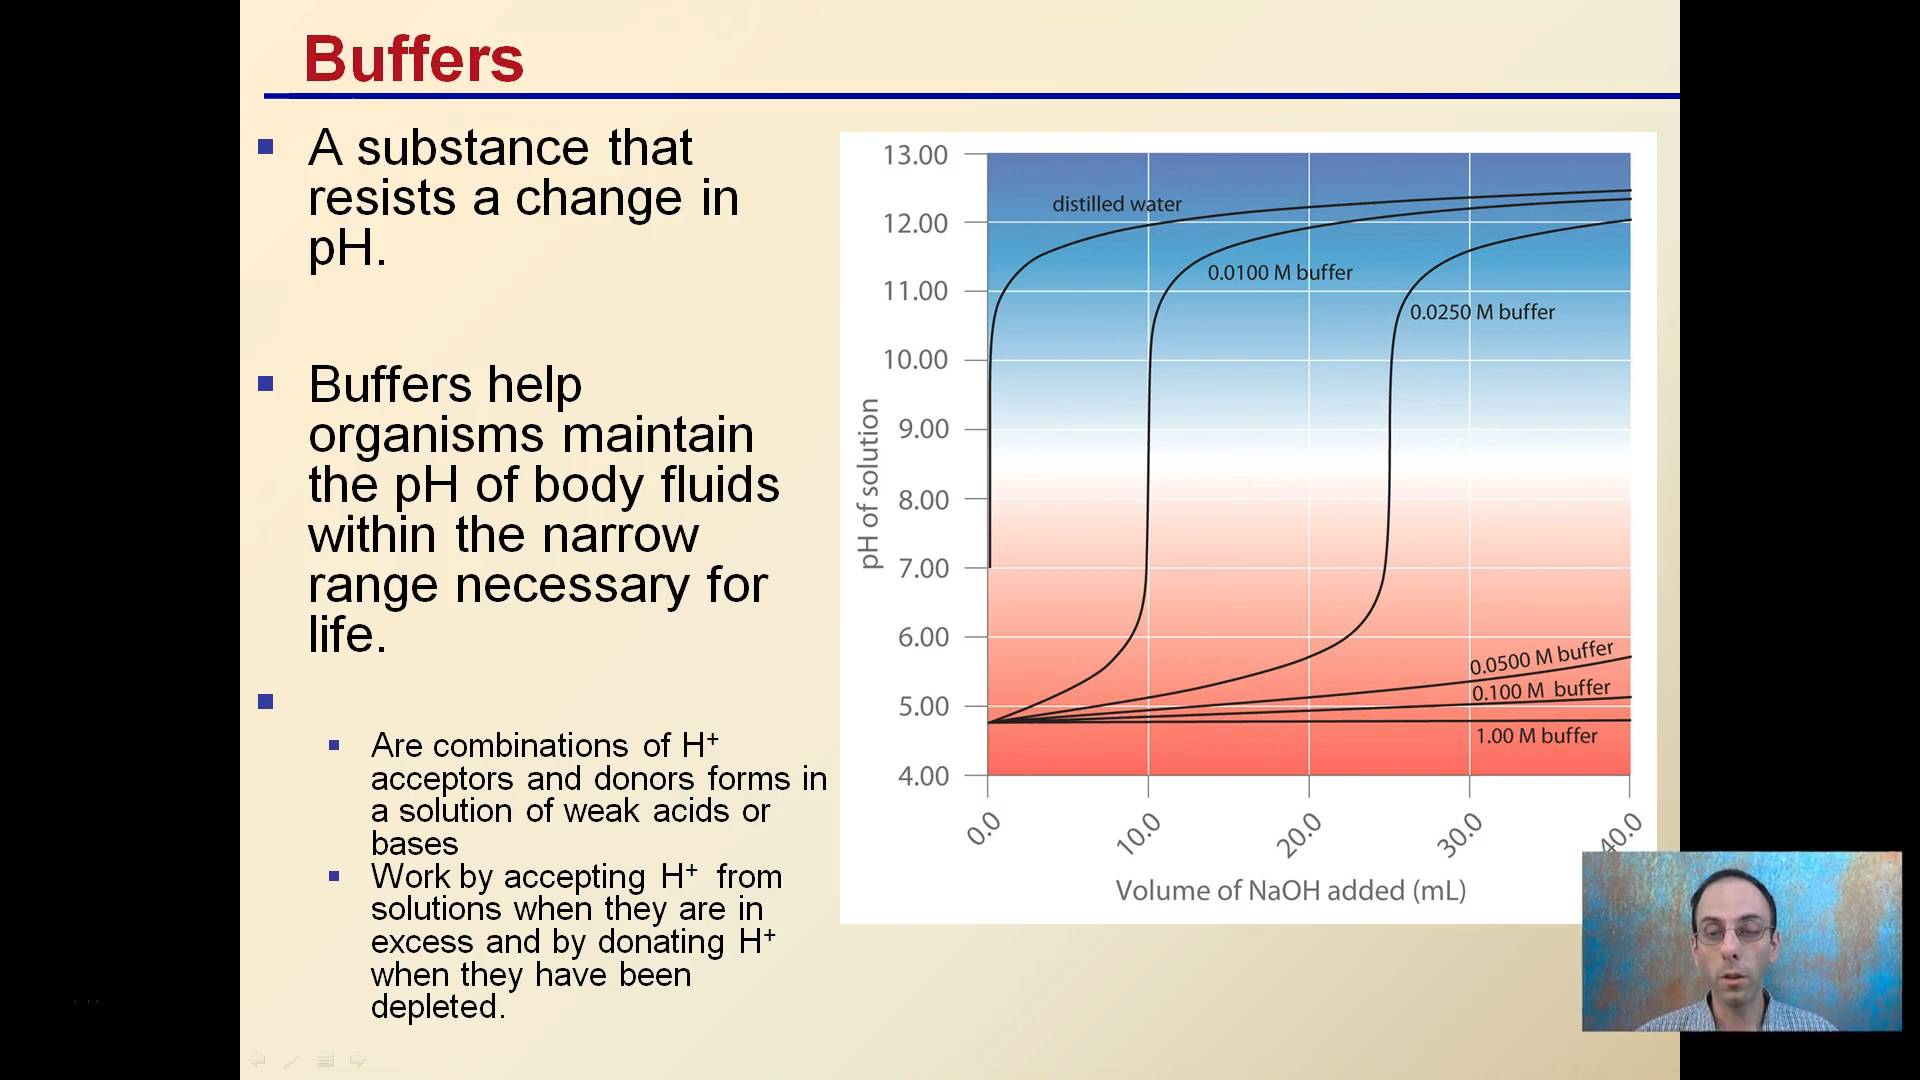 Buffers
A substance that
resists a change in
pH.
Buffers help
organisms maintain
the pH of body fluids
within the narrow
range necessary for
life.
Are combinations of H⁺
acceptors and donors forms in
a solution of weak acids or
bases
Work by accepting H⁺ from
solutions when they are in
excess and by donating H⁺
when they have been
depleted.
13.00
12.00
11.00
10.00
9.00
8.00
7.00
6.00
5.00
4.00
pH of solution
distilled water
0.0100 M buffer
0.0250 M buffer
0.0500 M buffer
0.100 M buffer
1.00 M buffer
0.0
10.0
20.0
30.0
40.0
Volume of NaOH added (mL)